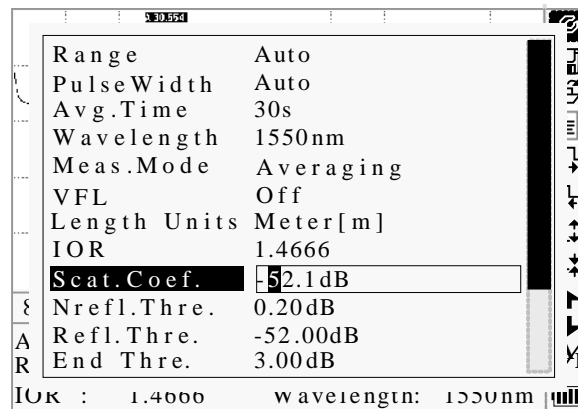 A 30.554
Range Auto
PulseWidth Auto
Avg.Time 30s
Wavelength 1550nm
Meas.Mode Averaging
VFL Off
Length Units Meter[m]
IOR 1.4666
Scat.Coef. -52.1dB
Nrefl.Thre. 0.20dB
Refl.Thre. -52.00dB
End Thre. 3.00dB
A
R
IOR : 1.4666 Wavelength: 1550nm